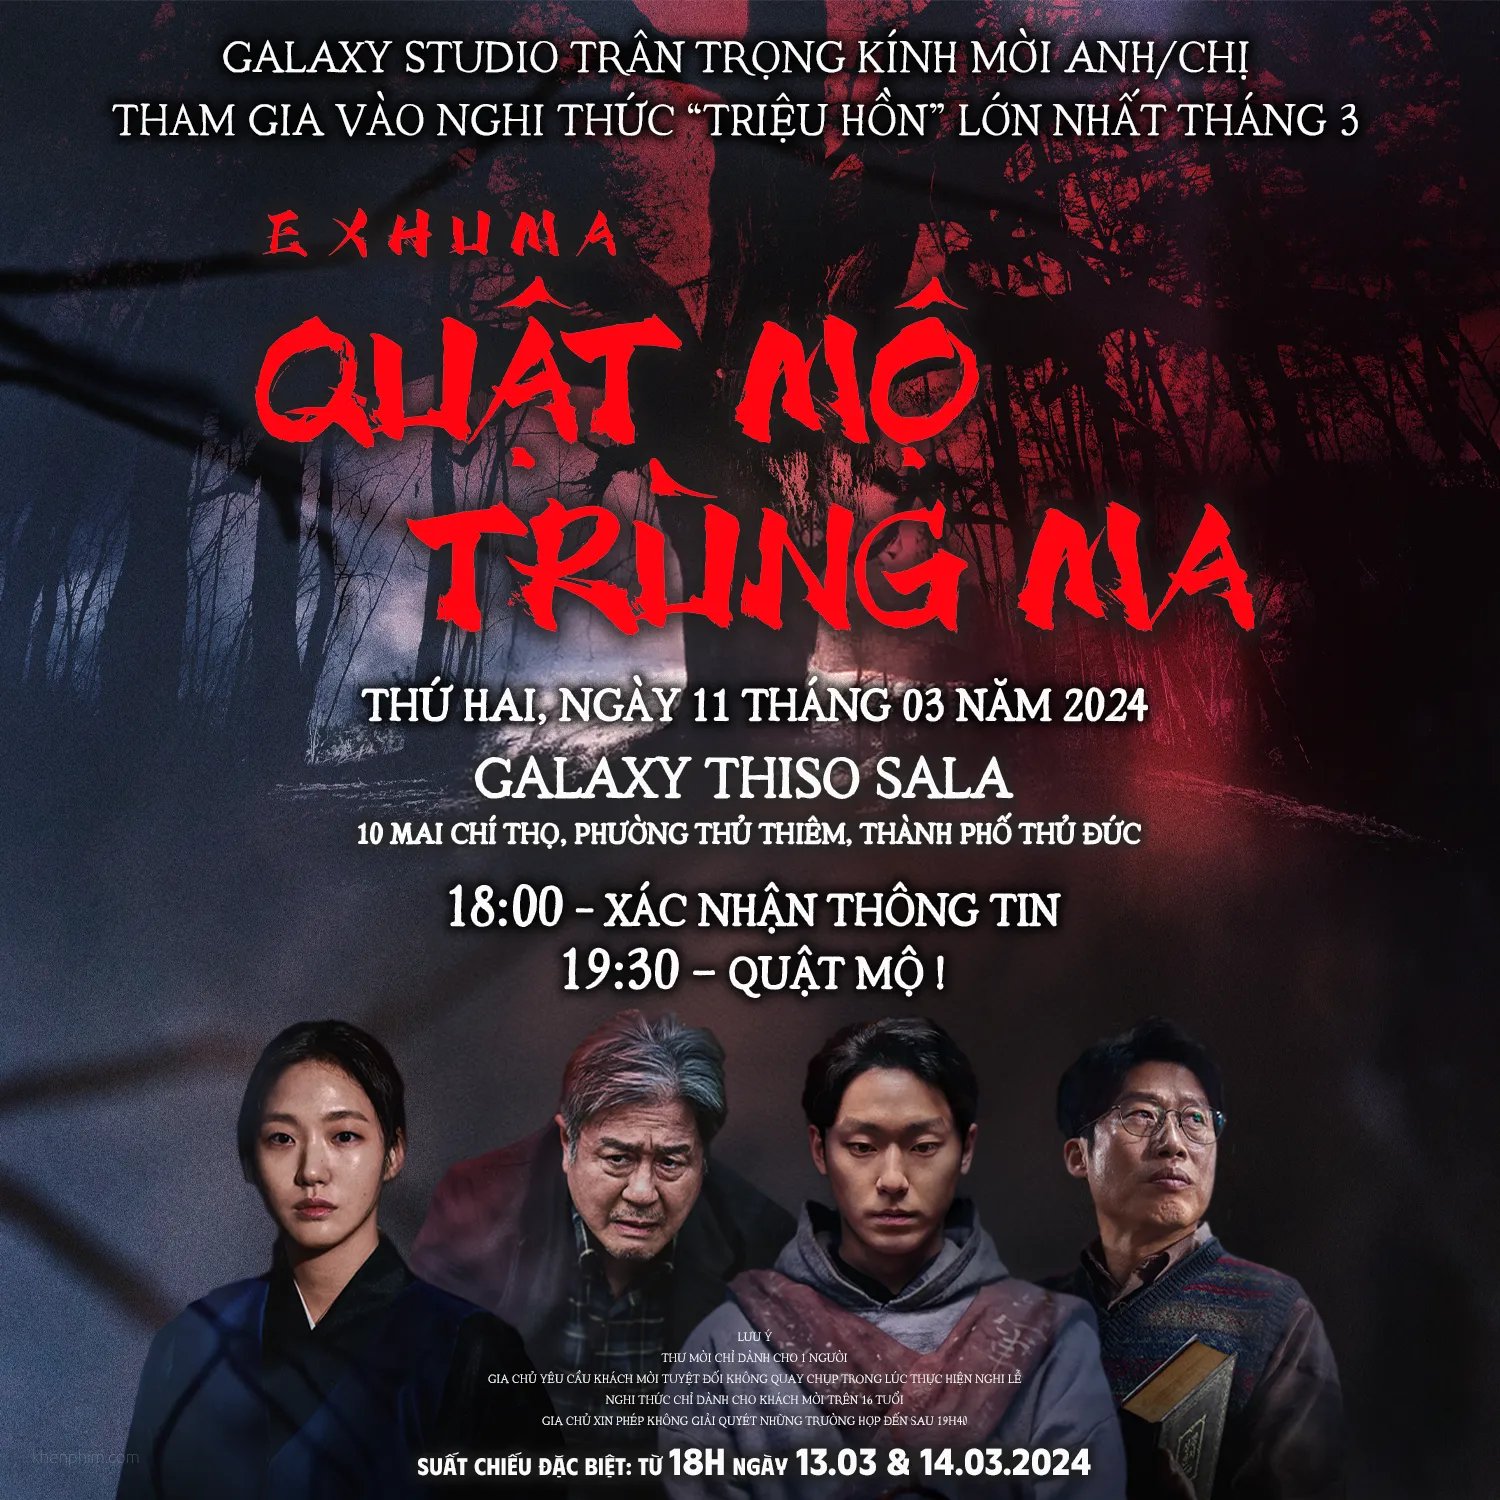 GALAXY STUDIO TRÂN TRỌNG KÍNH MỜI ANH/CHỊ
THAM GIA VÀO NGHI THỨC “TRIỆU HỒN” LỚN NHẤT THÁNG 3
EXHUMA
QUẬT MỘ
TRÙNG MA
THỨ HAI, NGÀY 11 THÁNG 03 NĂM 2024
GALAXY THISO SALA
10 MAI CHÍ THỌ, PHƯỜNG THỦ THIÊM, THÀNH PHỐ THỦ ĐỨC
18:00 – XÁC NHẬN THÔNG TIN
19:30 – QUẬT MỘ !
LƯU Ý
THƯ MỜI CHỈ DÀNH CHO 1 NGƯỜI
GIA CHỦ YÊU CẦU KHÁCH MỜI TUYỆT ĐỐI KHÔNG QUAY CHỤP TRONG LÚC THỰC HIỆN NGHI LỄ
NGHI THỨC CHỈ DÀNH CHO KHÁCH MỜI TRÊN 16 TUỔI
GIA CHỦ XIN PHÉP KHÔNG GIẢI QUYẾT NHỮNG TRƯỜNG HỢP ĐẾN SAU 19H40
khenphim.com
SUẤT CHIẾU ĐẶC BIỆT: TỪ 18H NGÀY 13.03 & 14.03.2024